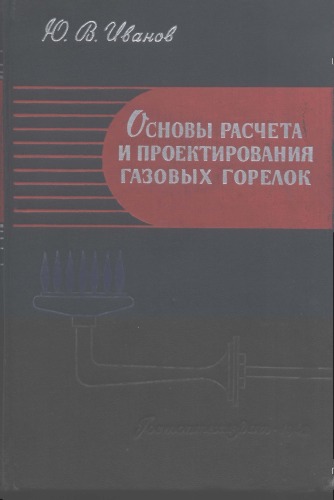 Ю. В. Иванов
ОСНОВЫ РАСЧЕТА
И ПРОЕКТИРОВАНИЯ
ГАЗОВЫХ ГОРЕЛОК